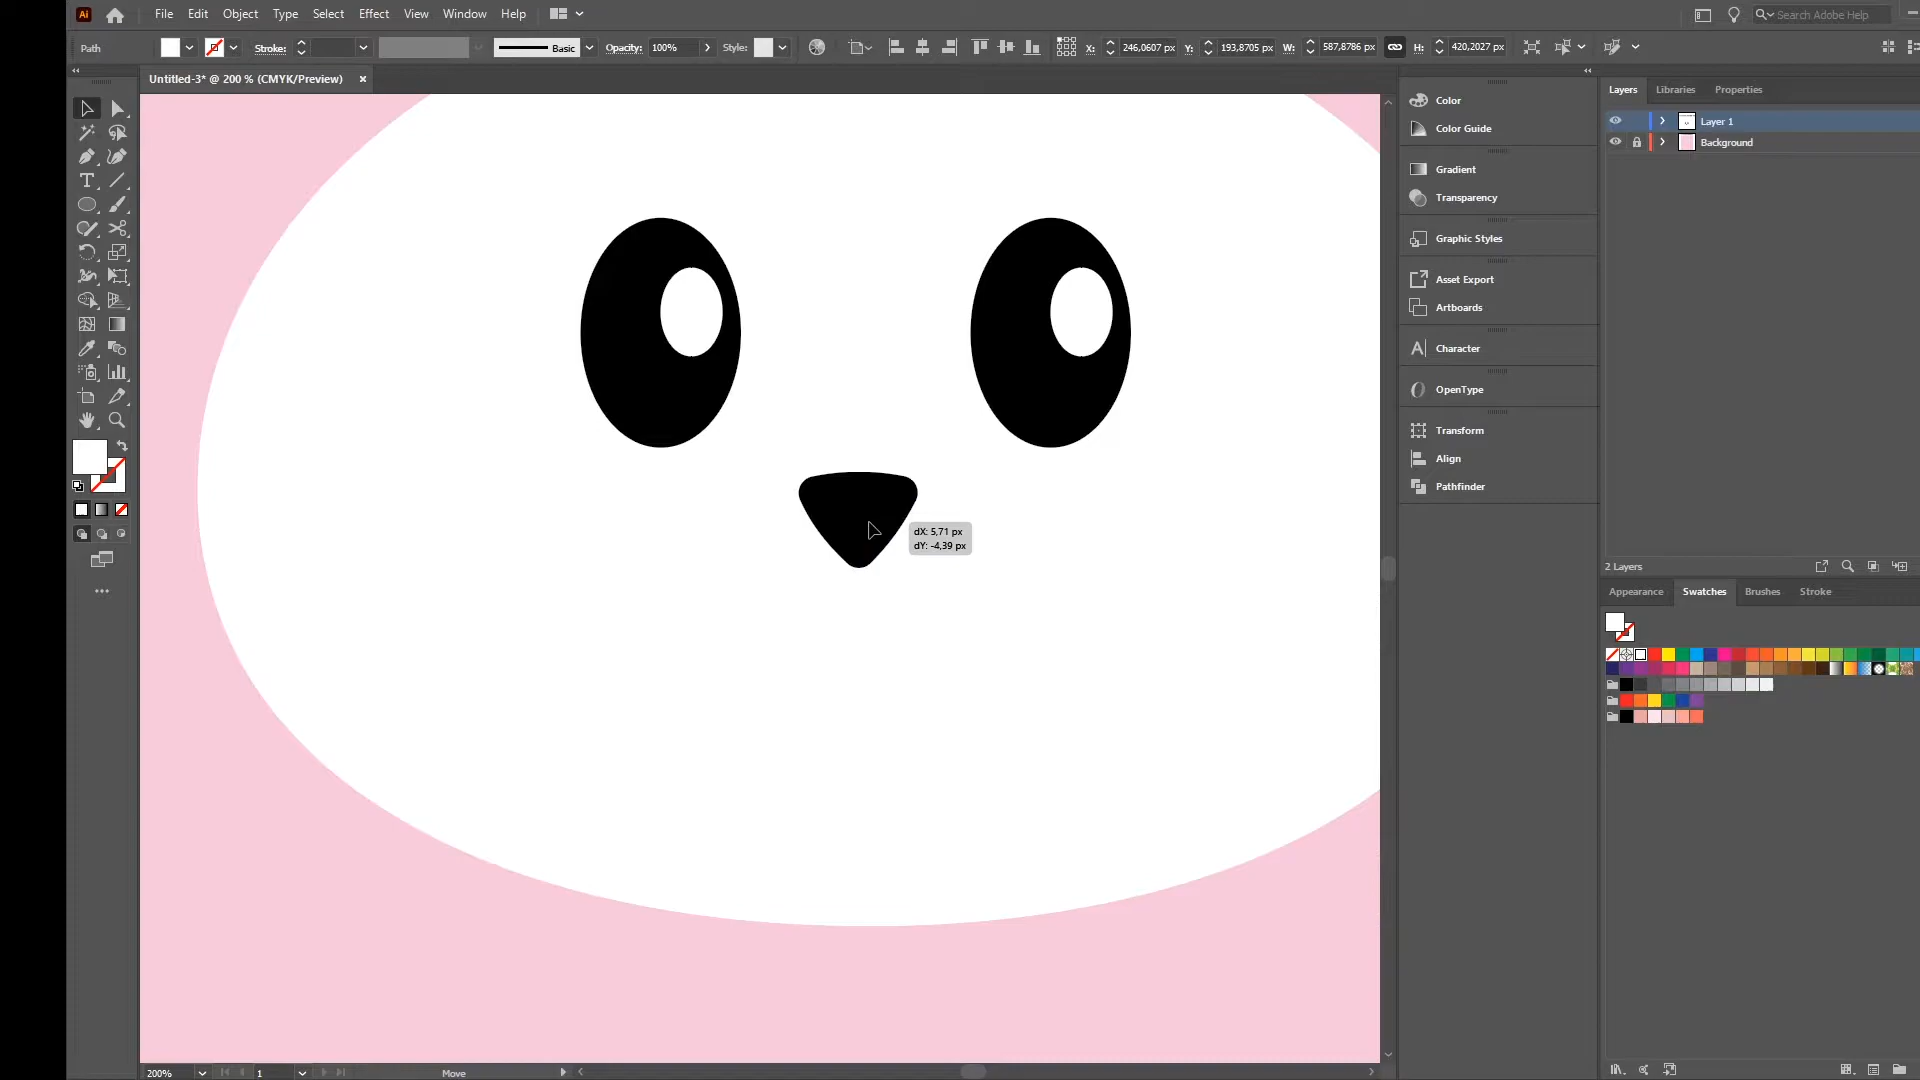 Ai File Edit Object Type Select Effect View Window Help Search Adobe Help
Path Stroke: Basic Opacity: 100% Style: X: 246,0607 px Y: 193,8705 px W: 587,8786 px H: 420,2027 px
Untitled-3* @ 200 % (CMYK/Preview) ×
Color
Color Guide
Gradient
Transparency
Graphic Styles
Asset Export
Artboards
Character
OpenType
Transform
Align
Pathfinder
Layers Libraries Properties
Layer 1
Background
2 Layers
Appearance Swatches Brushes Stroke
dX: 5,71 px
dY: -4,39 px
200% 1 Move